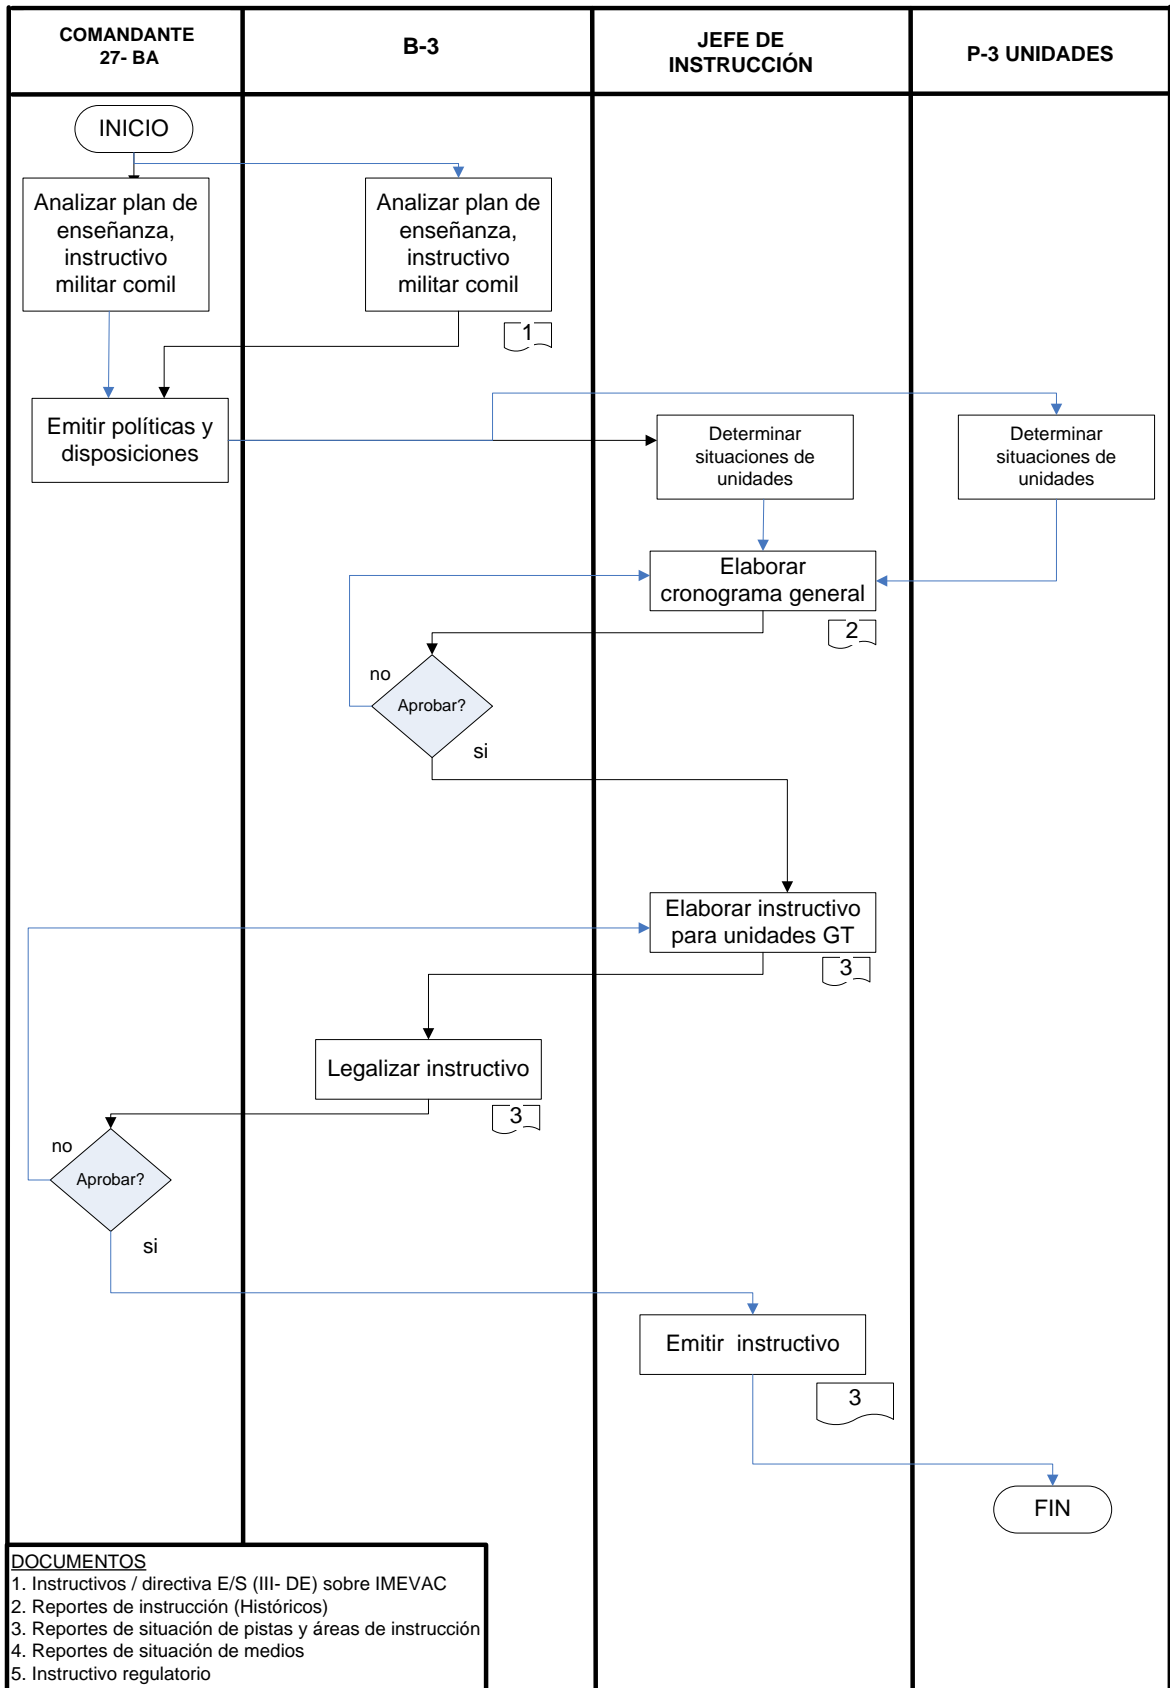 COMANDANTE
27- BA
B-3
JEFE DE
INSTRUCCIÓN
P-3 UNIDADES
INICIO
Analizar plan de
enseñanza,
instructivo
militar comil
Analizar plan de
enseñanza,
instructivo
militar comil
1
Emitir políticas y
disposiciones
Determinar
situaciones de
unidades
Determinar
situaciones de
unidades
Elaborar
cronograma general
2
no
Aprobar?
si
Elaborar instructivo
para unidades GT
3
Legalizar instructivo
3
no
Aprobar?
si
Emitir  instructivo
3
FIN
DOCUMENTOS
1. Instructivos / directiva E/S (III- DE) sobre IMEVAC
2. Reportes de instrucción (Históricos)
3. Reportes de situación de pistas y áreas de instrucción
4. Reportes de situación de medios
5. Instructivo regulatorio